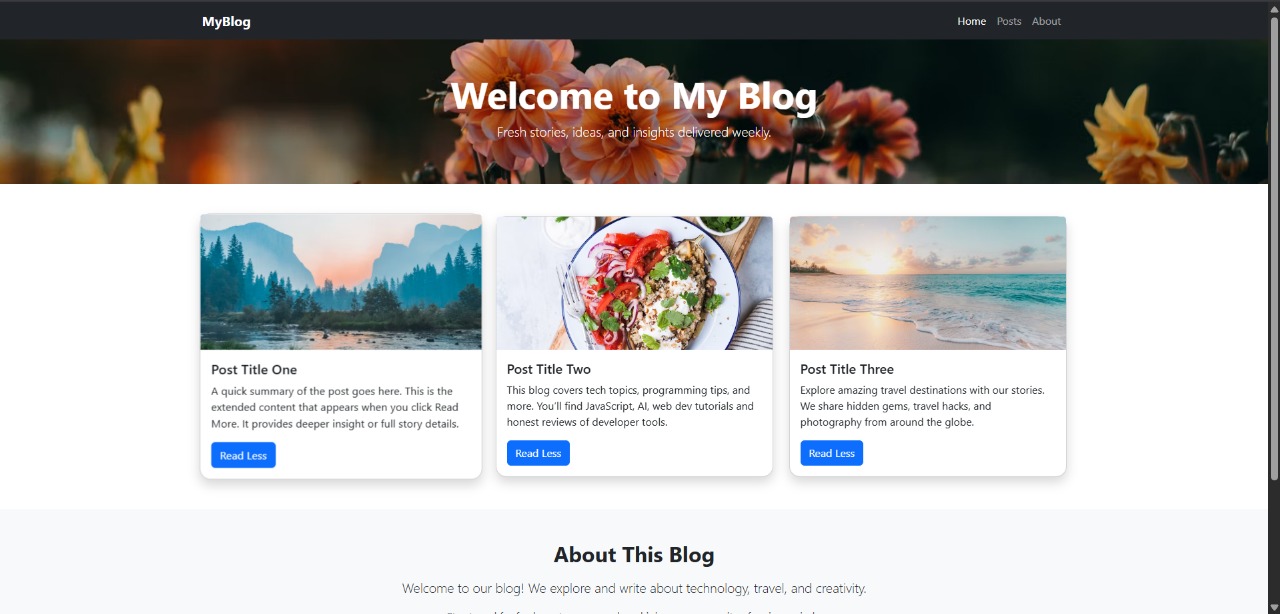 MyBlog
Home Posts About
Welcome to My Blog
Fresh stories, ideas, and insights delivered weekly.
Post Title One
A quick summary of the post goes here. This is the
extended content that appears when you click Read
More. It provides deeper insight or full story details.
Read Less
Post Title Two
This blog covers tech topics, programming tips, and
more. You'll find JavaScript, AI, web dev tutorials and
honest reviews of developer tools.
Read Less
Post Title Three
Explore amazing travel destinations with our stories.
We share hidden gems, travel hacks, and
photography from around the globe.
Read Less
About This Blog
Welcome to our blog! We explore and write about technology, travel, and creativity.